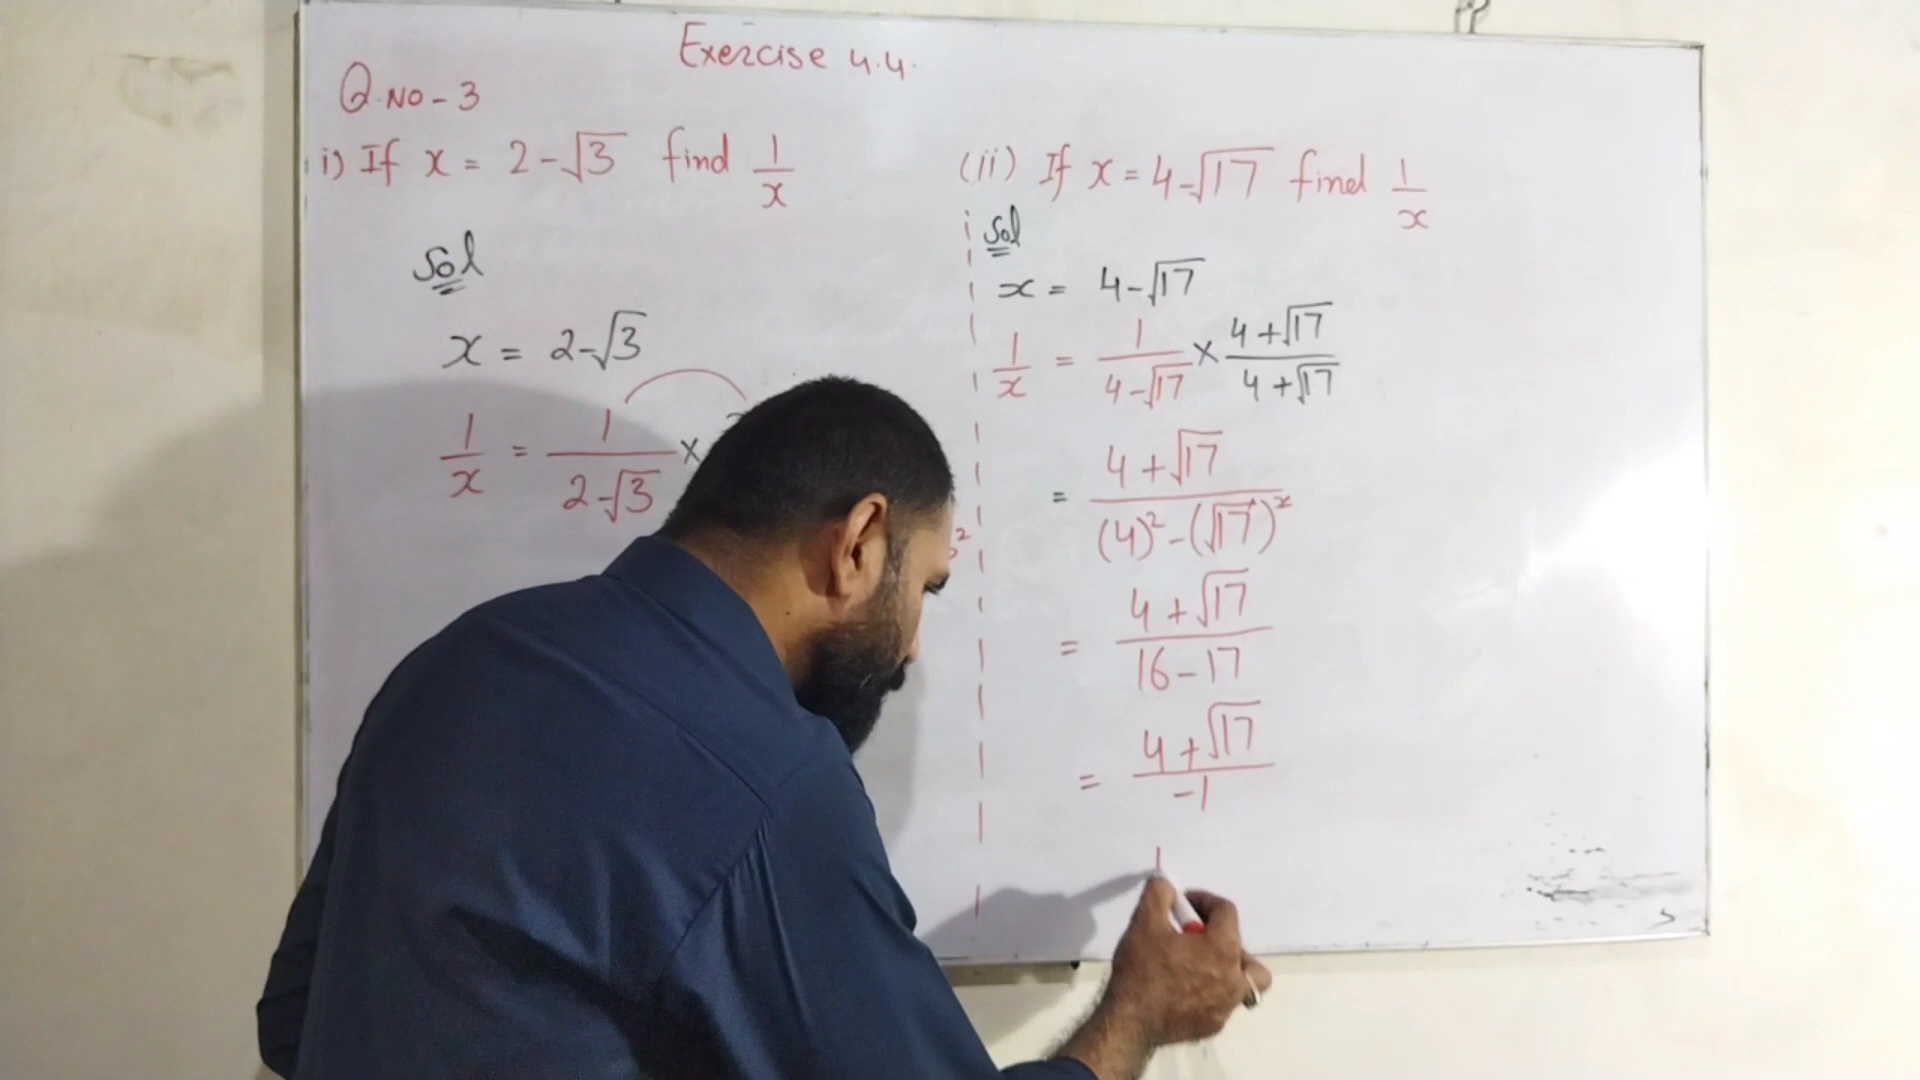 Exercise 4.4.
Q.NO-3
i) If x = 2-√3 find 1/x
Sol
x = 2-√3
1/x = 1/(2-√3) ×
(ii) If x = 4-√17 find 1/x
Sol
x = 4-√17
1/x = 1/(4-√17) × (4+√17)/(4+√17)
= (4+√17)/((4)²-(√17)²)
= (4+√17)/(16-17)
= (4+√17)/-1